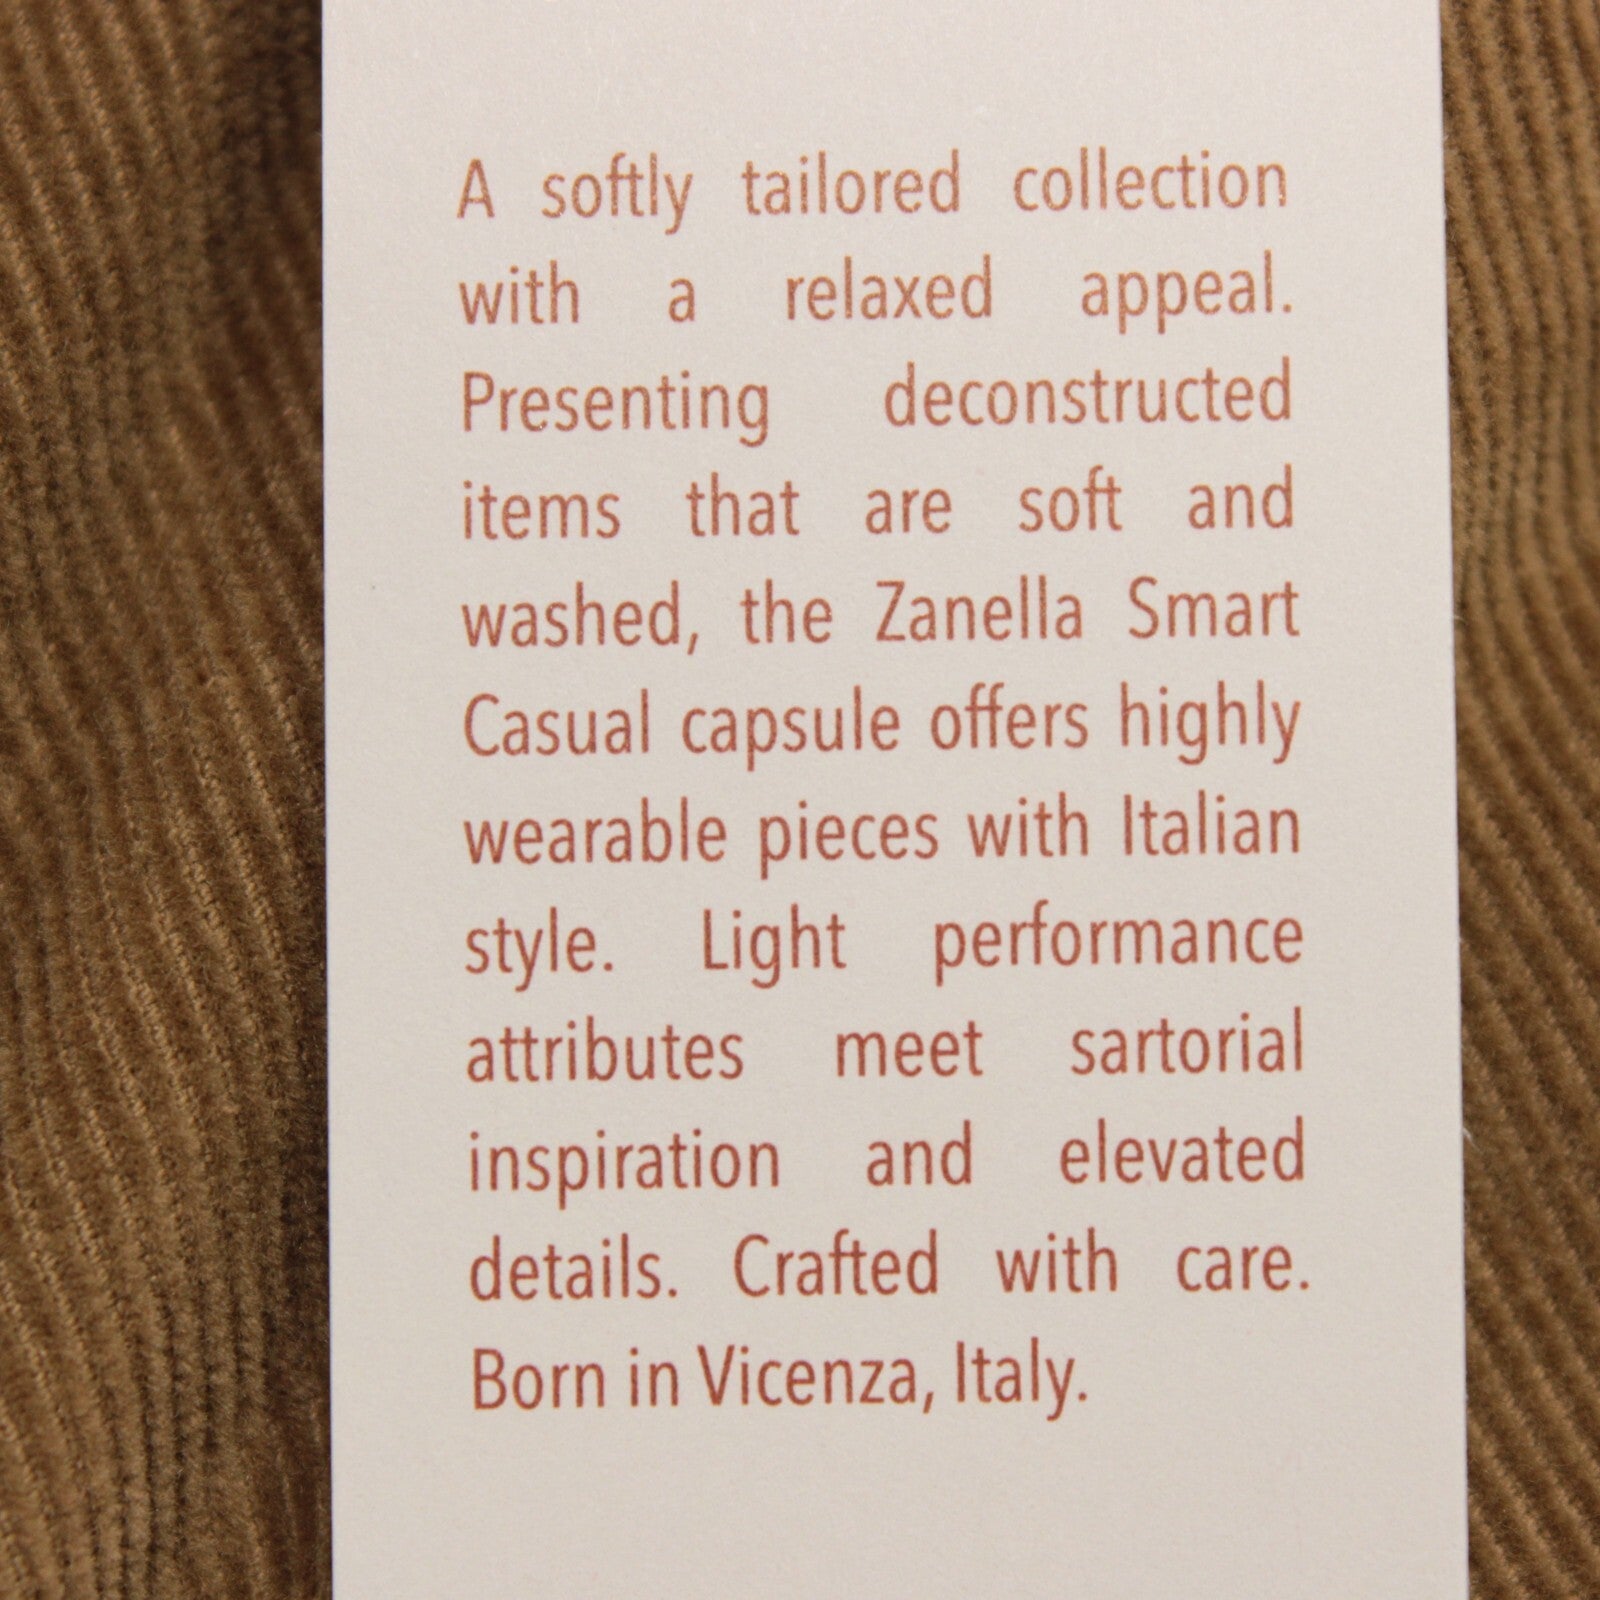 A softly tailored collection
with a relaxed appeal.
Presenting deconstructed
items that are soft and
washed, the Zanella Smart
Casual capsule offers highly
wearable pieces with Italian
style. Light performance
attributes meet sartorial
inspiration and elevated
details. Crafted with care.
Born in Vicenza, Italy.